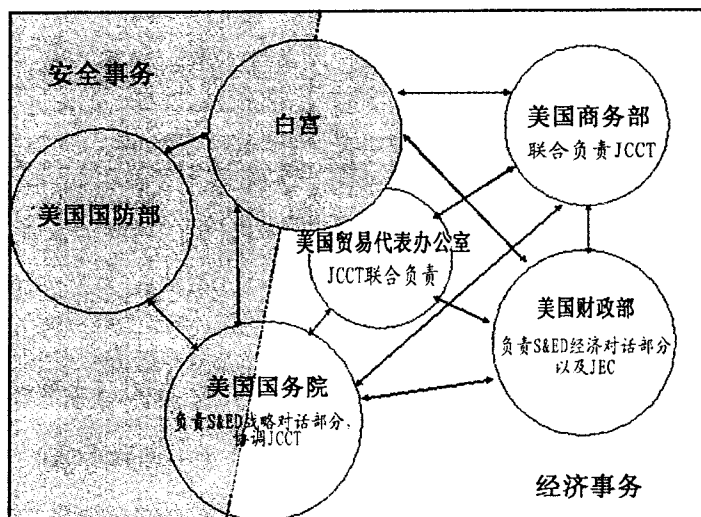 安全事务
白宫
美国商务部
联合负责JCCT
美国国防部
美国贸易代表办公室
JCCT联合负责
美国财政部
负责S&ED经济对话部分
以及JEC
美国国务院
负责S&ED战略对话部分,
协调JCCT
经济事务